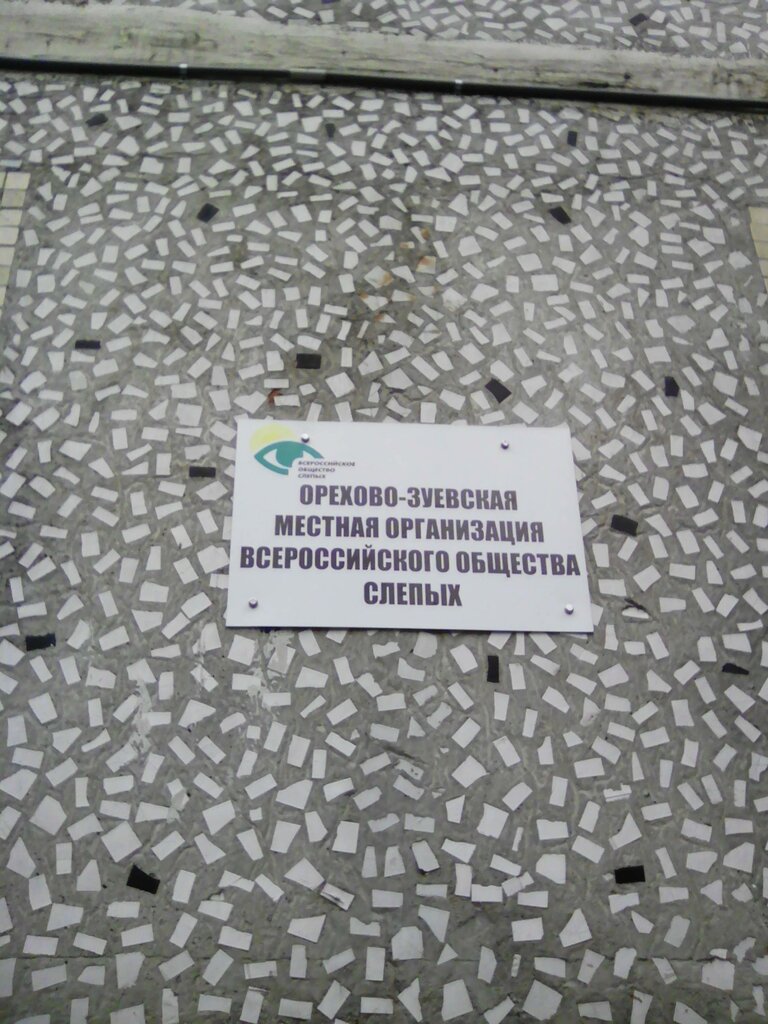 ВСЕРОССИЙСКОЕ
ОБЩЕСТВО
СЛЕПЫХ
ОРЕХОВО-ЗУЕВСКАЯ
МЕСТНАЯ ОРГАНИЗАЦИЯ
ВСЕРОССИЙСКОГО ОБЩЕСТВА
СЛЕПЫХ